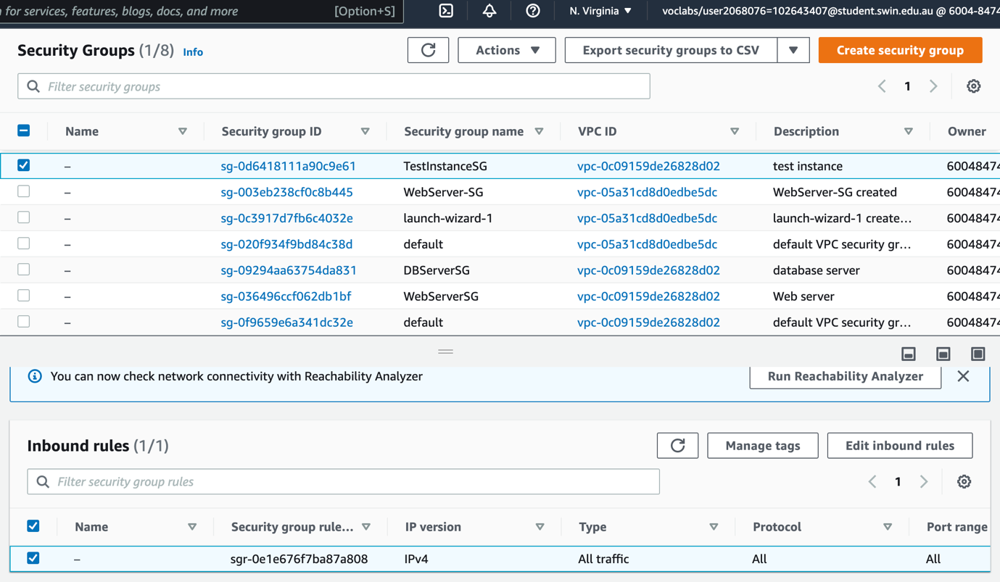 for services, features, blogs, docs, and more [Option+S] N. Virginia ▼ voclabs/user2068076=102643407@student.swin.edu.au @ 6004-8474
Security Groups (1/8) Info Actions ▼ Export security groups to CSV ▼ Create security group
Filter security groups 1
Name Security group ID Security group name VPC ID Description Owner
– sg-0d6418111a90c9e61 TestInstanceSG vpc-0c09159de26828d02 test instance 60048474
– sg-003eb238cf0c8b445 WebServer-SG vpc-05a31cd8d0edbe5dc WebServer-SG created 60048474
– sg-0c3917d7fb6c4032e launch-wizard-1 vpc-05a31cd8d0edbe5dc launch-wizard-1 create… 60048474
– sg-020f934f9bd84c38d default vpc-05a31cd8d0edbe5dc default VPC security gr… 60048474
– sg-09294aa63754da831 DBServerSG vpc-0c09159de26828d02 database server 60048474
– sg-036496ccf062db1bf WebServerSG vpc-0c09159de26828d02 Web server 60048474
– sg-0f9659e6a341dc32e default vpc-0c09159de26828d02 default VPC security gr… 60048474
You can now check network connectivity with Reachability Analyzer Run Reachability Analyzer
Inbound rules (1/1) Manage tags Edit inbound rules
Filter security group rules 1
Name Security group rule… IP version Type Protocol Port range
– sgr-0e1e676f7ba87a808 IPv4 All traffic All All